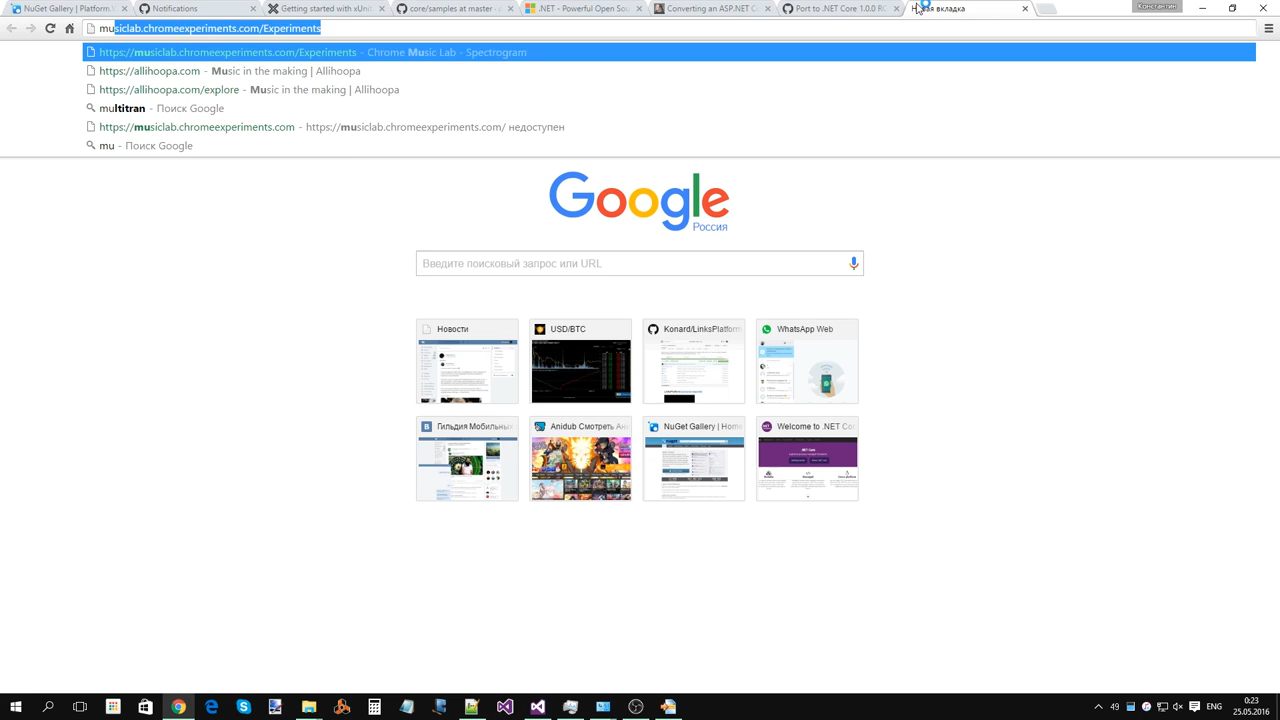 NuGet Gallery | Platform.
Notifications
Getting started with xUnit
core/samples at master ·
.NET - Powerful Open Sou
Converting an ASP.NET C
Port to .NET Core 1.0.0 RC
вкладка
Константин
musiclab.chromeexperiments.com/Experiments
https://musiclab.chromeexperiments.com/Experiments - Chrome Music Lab - Spectrogram
https://allihoopa.com - Music in the making | Allihoopa
https://allihoopa.com/explore - Music in the making | Allihoopa
multitran - Поиск Google
https://musiclab.chromeexperiments.com - https://musiclab.chromeexperiments.com/ недоступен
mu - Поиск Google
Google
Россия
Введите поисковый запрос или URL
Новости
USD/BTC
Konard/LinksPlatform
WhatsApp Web
Гильдия Мобильных
Anidub Смотреть Ани
NuGet Gallery | Home
Welcome to .NET Cor
49
ENG
0:23
25.05.2016